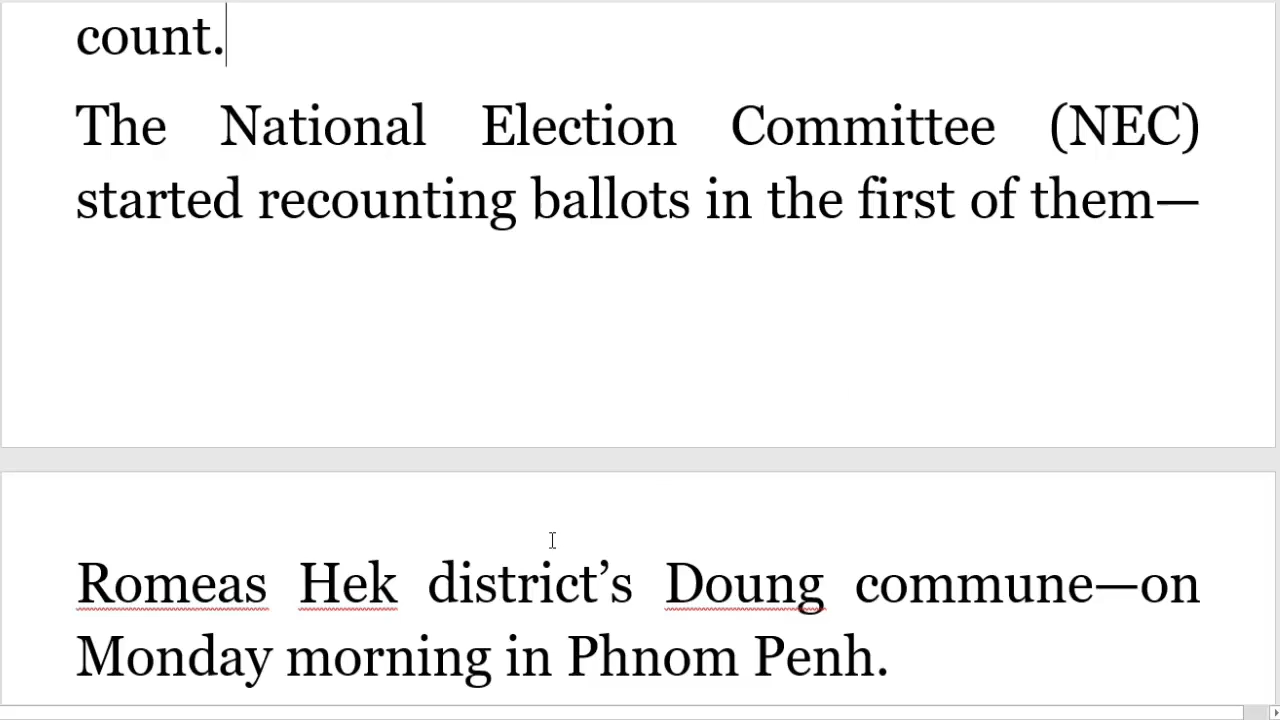 count.
The National Election Committee (NEC)
started recounting ballots in the first of them—
Romeas Hek district’s Doung commune—on
Monday morning in Phnom Penh.